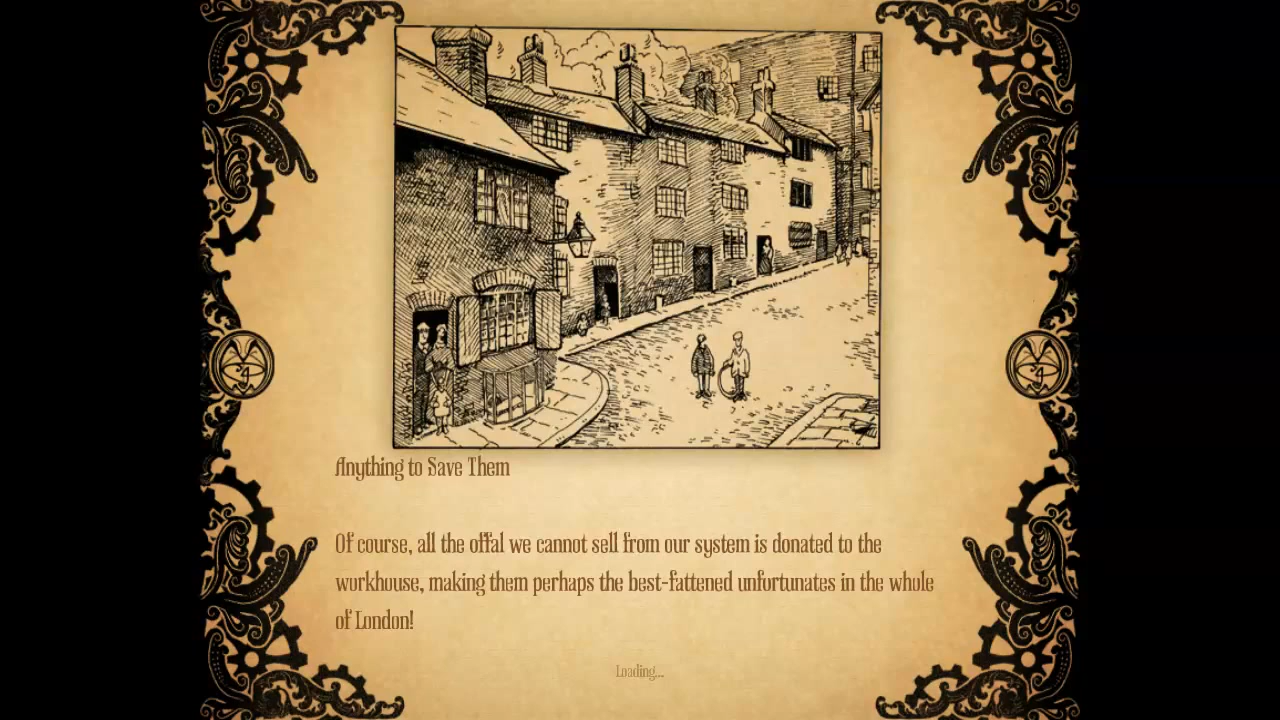 Anything to Save Them
Of course, all the offal we cannot sell from our system is donated to the
workhouse, making them perhaps the best-fattened unfortunates in the whole
of London!
Loading...